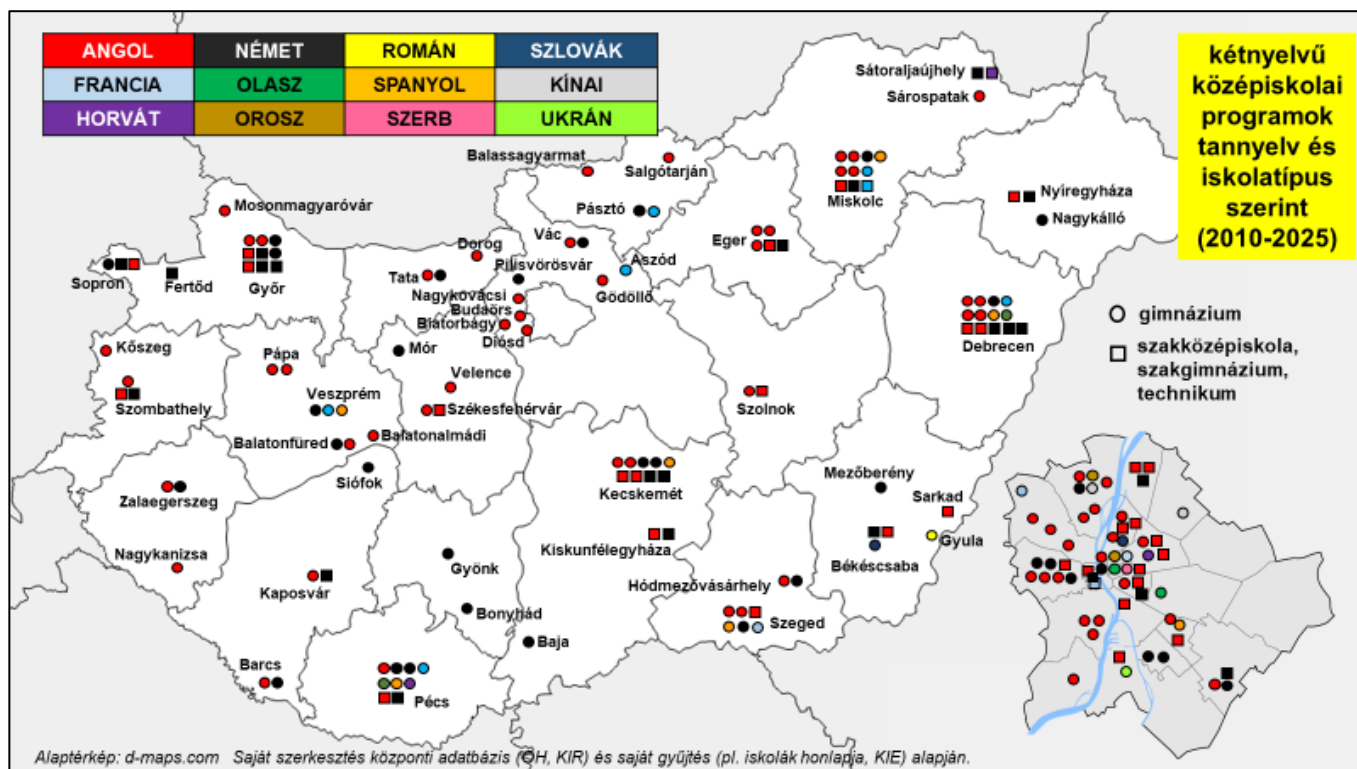 ANGOL NÉMET ROMÁN SZLOVÁK
FRANCIA OLASZ SPANYOL KÍNAI
HORVÁT OROSZ SZERB UKRÁN
kétnyelvű
középiskolai
programok
tannyelv és
iskolatípus
szerint
(2010-2025)
Sátoraljaújhely
Sárospatak
Balassagyarmat
Salgótarján
Miskolc
Nyíregyháza
Nagykálló
Mosonmagyaróvár
Pásztó
Vác
Eger
Dorog
Aszód
Pilisvörösvár
Sopron
Fertőd
Győr
Tata
Gödöllő
Nagykovácsi
Budaörs
Biatorbágy
Diósd
Debrecen
gimnázium
szakközépiskola,
szakgimnázium,
technikum
Kőszeg
Pápa
Mór
Velence
Veszprém
Szombathely
Székesfehérvár
Szolnok
Balatonfüred
Balatonalmádi
Siófok
Kecskemét
Mezőberény
Sarkad
Zalaegerszeg
Kiskunfélegyháza
Gyula
Békéscsaba
Nagykanizsa
Gyönk
Kaposvár
Hódmezővásárhely
Bonyhád
Szeged
Baja
Barcs
Pécs
Alaptérkép: d-maps.com Saját szerkesztés központi adatbázis (OH, KIR) és saját gyűjtés (pl. iskolák honlapja, KIE) alapján.